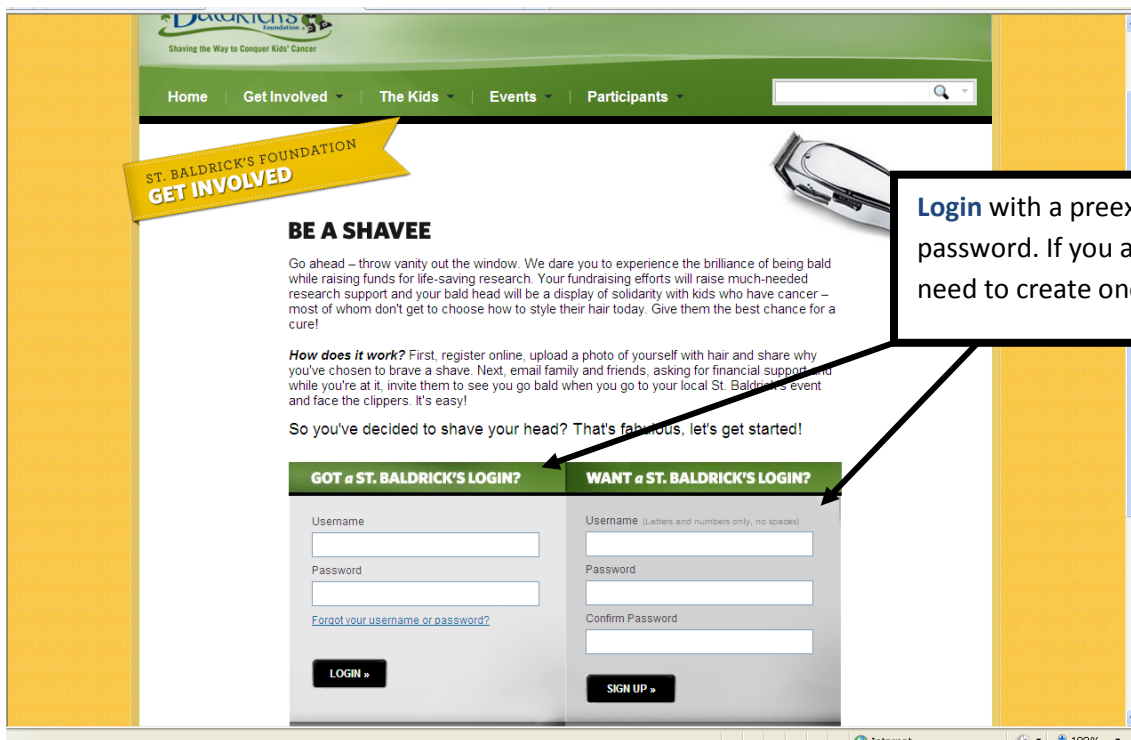 Foundation
Shaving the Way to Conquer Kids' Cancer
Home
Get Involved
The Kids
Events
Participants
ST. BALDRICK'S FOUNDATION
GET INVOLVED
Login with a
password. If you
need to create
BE A SHAVEE
Go ahead – throw vanity out the window. We dare you to experience the brilliance of being bald
while raising funds for life-saving research. Your fundraising efforts will raise much-needed
research support and your bald head will be a display of solidarity with kids who have cancer –
most of whom don't get to choose how to style their hair today. Give them the best chance for a
cure!
How does it work? First, register online, upload a photo of yourself with hair and share why
you've chosen to brave a shave. Next, email family and friends, asking for financial support and
while you're at it, invite them to see you go bald when you go to your local St. Baldrick's event
and face the clippers. It's easy!
So you've decided to shave your head? That's fabulous, let's get started!
GOT a ST. BALDRICK'S LOGIN?
Username
Password
Forgot your username or password?
LOGIN »
WANT a ST. BALDRICK'S LOGIN?
Username (Letters and numbers only, no spaces)
Password
Confirm Password
SIGN UP »